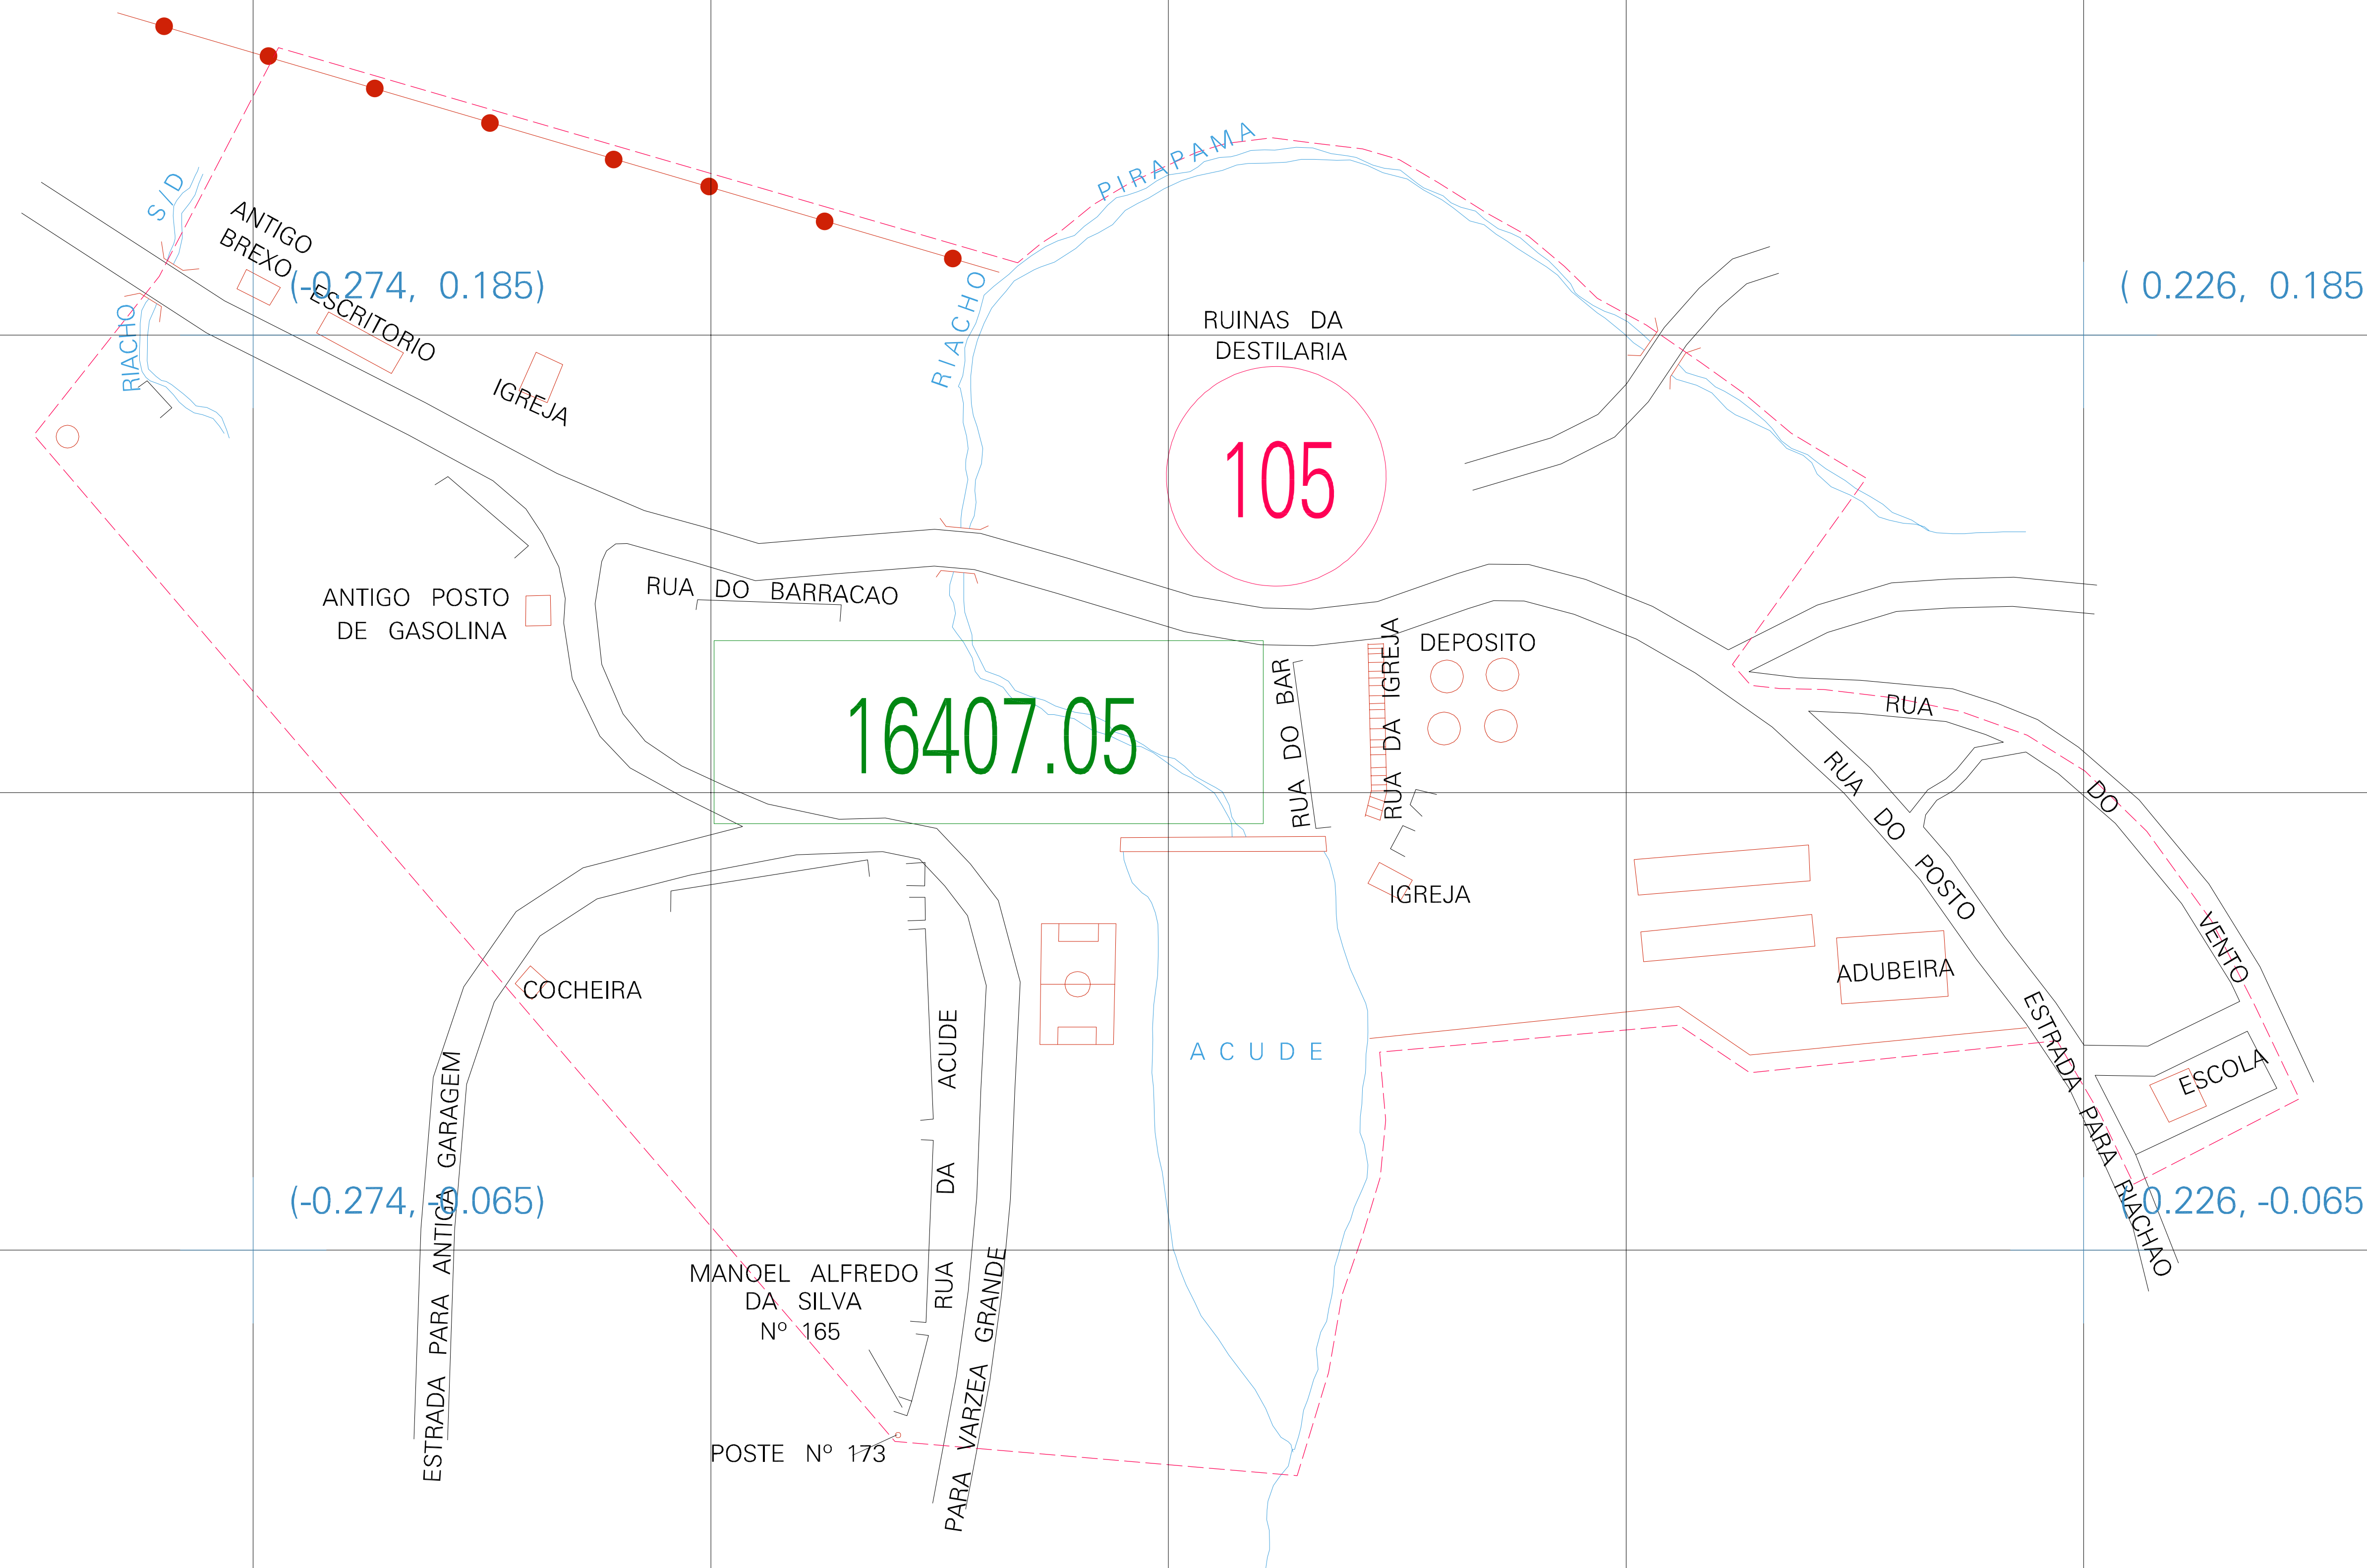 PIRAPAMA
S/D
ANTIGO
BREXO
(-0.274, 0.185)
( 0.226, 0.185
ESCRITORIO
RIACHO
RIACHO
IGREJA
RUINAS DA
DESTILARIA
105
ANTIGO POSTO
DE GASOLINA
RUA DO BARRACAO
DEPOSITO
16407.05
RUA DO BAR
RUA DA IGREJA
RUA DO VENTO
RUA DO POSTO
IGREJA
ADUBEIRA
COCHEIRA
ACUDE
ESCOLA
ESTRADA PARA RIACHAO
RUA DA ACUDE
ESTRADA PARA ANTIGA GARAGEM
(-0.274, -0.065)
( 0.226, -0.065
MANOEL ALFREDO
DA SILVA
Nº 165
PARA VARZEA GRANDE
POSTE Nº 173